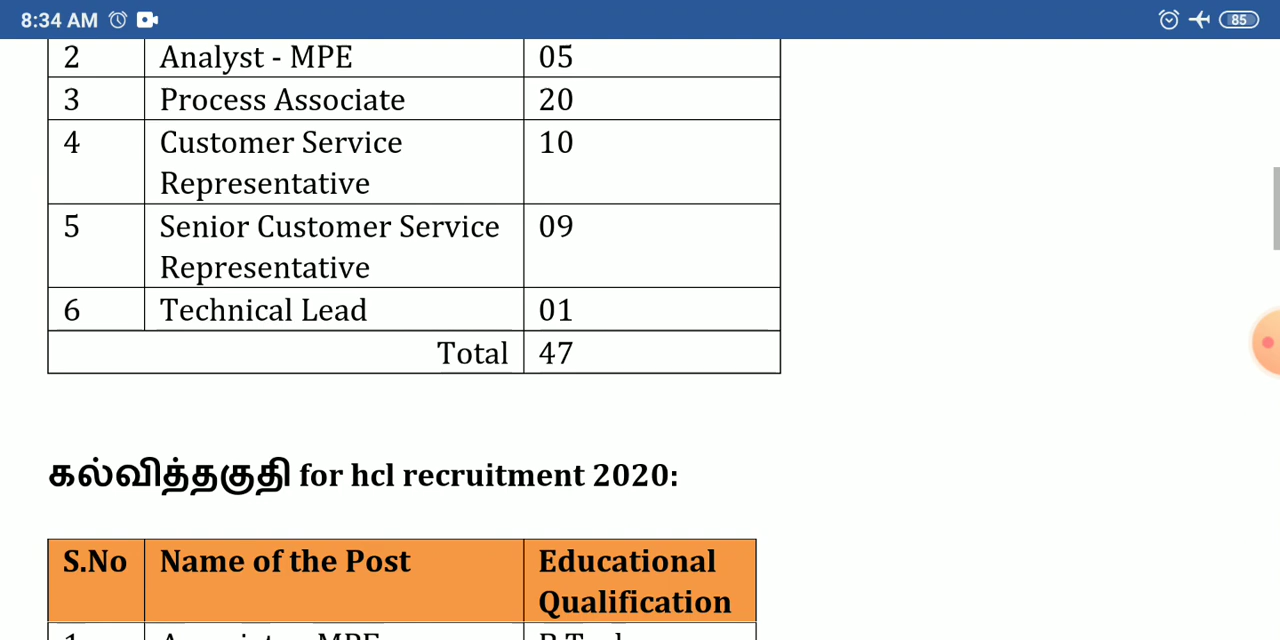 8:34 AM
85
2 Analyst - MPE 05
3 Process Associate 20
4 Customer Service 10
Representative
5 Senior Customer Service 09
Representative
6 Technical Lead 01
Total 47
கல்வித்தகுதி for hcl recruitment 2020:
S.No Name of the Post Educational
Qualification